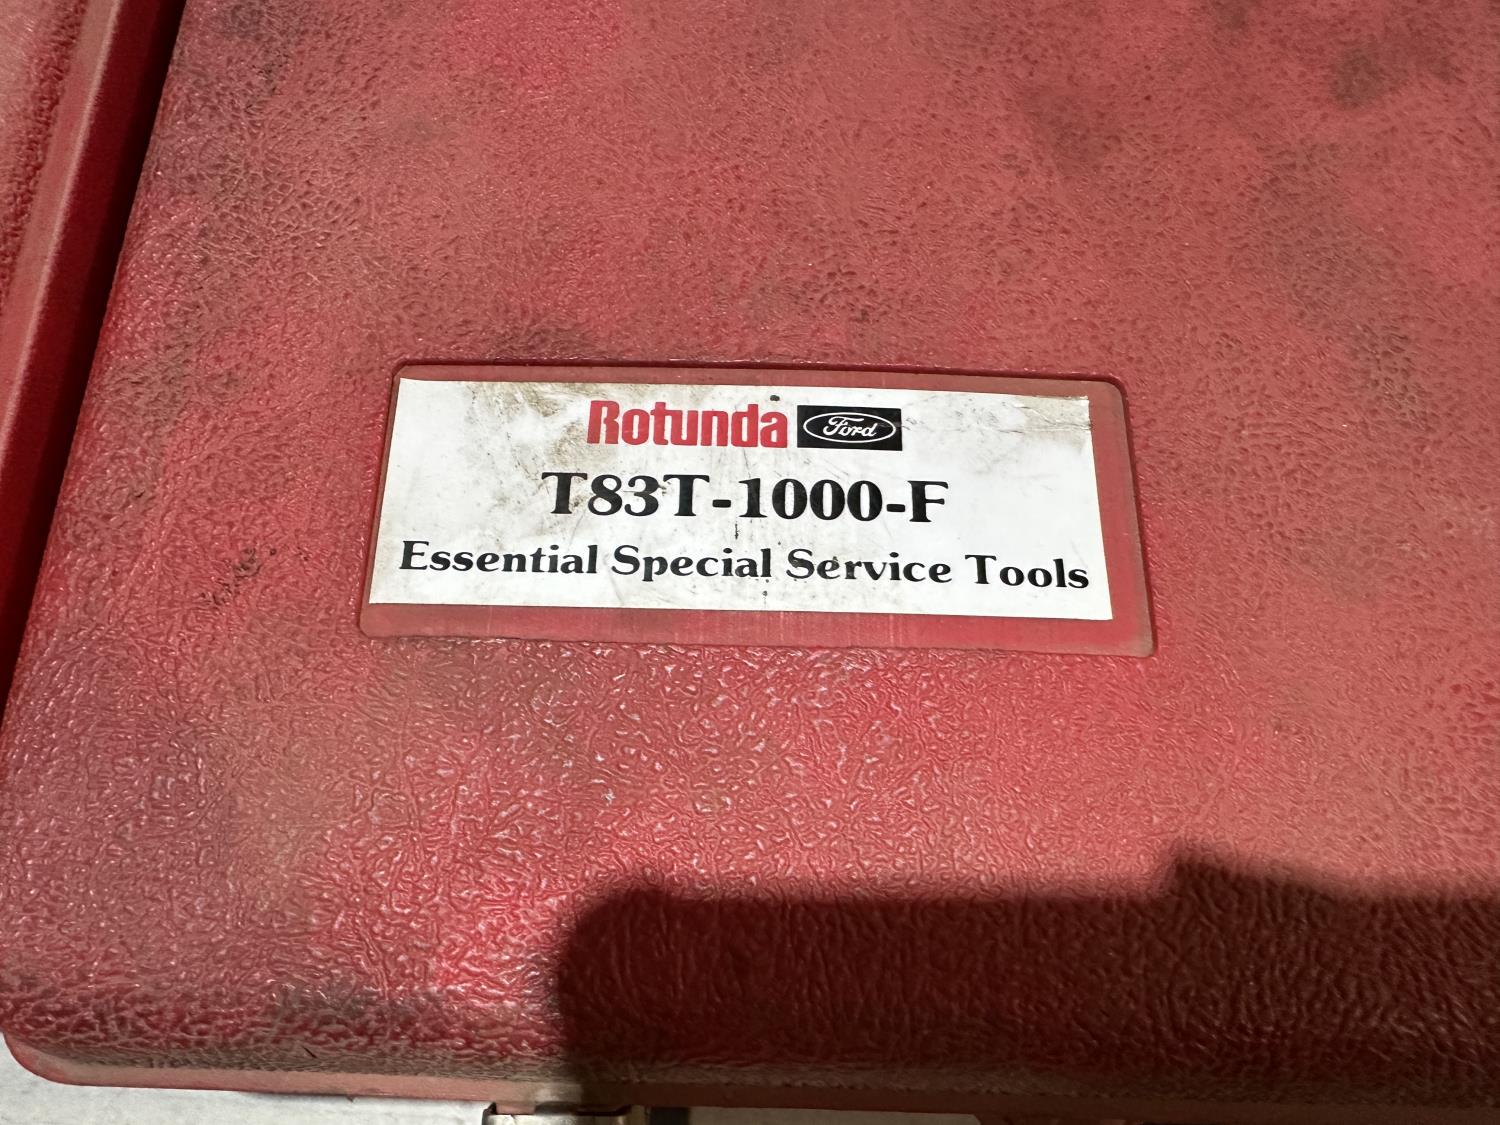 Rotunda Ford
T83T-1000-F
Essential Special Service Tools